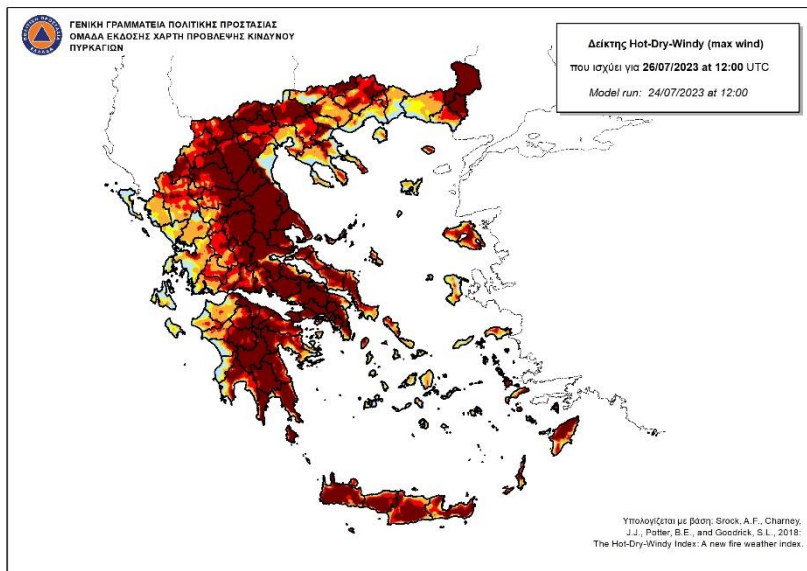 ΓΕΝΙΚΗ ΓΡΑΜΜΑΤΕΙΑ ΠΟΛΙΤΙΚΗΣ ΠΡΟΣΤΑΣΙΑΣ
ΟΜΑΔΑ ΕΚΔΟΣΗΣ ΧΑΡΤΗ ΠΡΟΒΛΕΨΗΣ ΚΙΝΔΥΝΟΥ
ΠΥΡΚΑΓΙΩΝ
Δείκτης Hot-Dry-Windy (max wind)
που ισχύει για 26/07/2023 at 12:00 UTC
Model run: 24/07/2023 at 12:00
Υπολογίζεται με βάση: Srock, A.F., Charney,
J.J., Potter, B.E., and Goodrick, S.L., 2018:
The Hot-Dry-Windy Index: A new fire weather index.